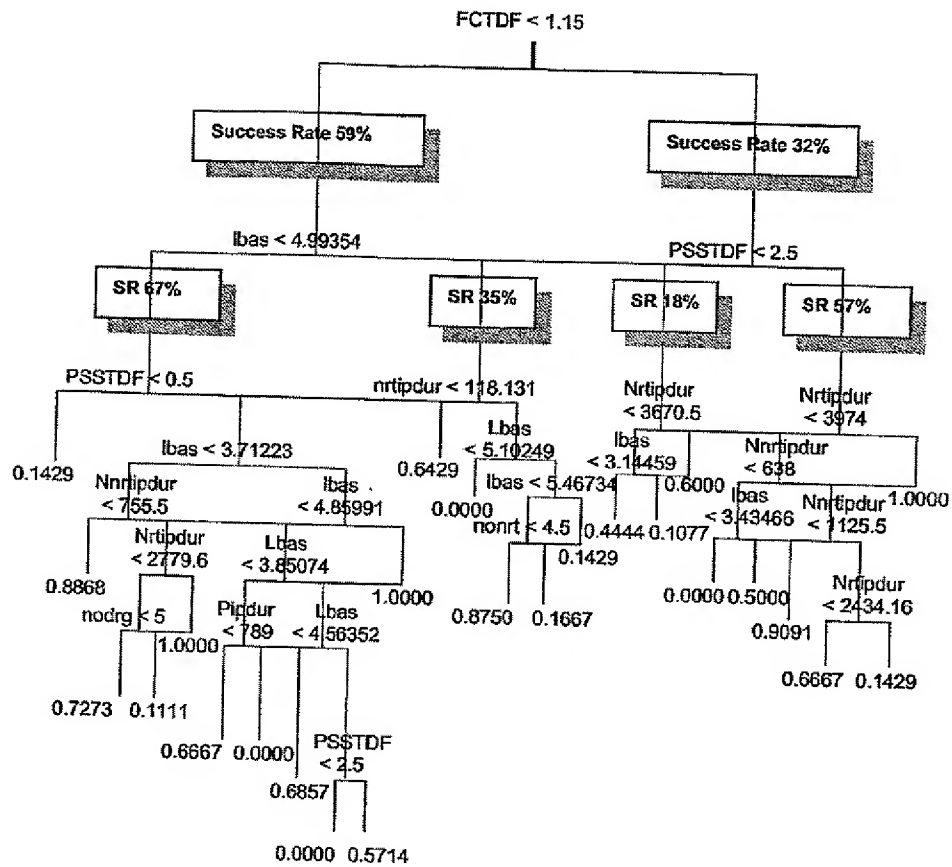 FCTDF < 1.15
Success Rate 59%
Success Rate 32%
lbas < 4.99354
PSSTDF < 2.5
SR 67%
SR 35%
SR 18%
SR 57%
PSSTDF < 0.5
nrtipdur < 118.131
Nrtipdur
< 3670.5
Nrtipdur
< 3974
0.1429
lbas < 3.71223
0.6429
Lbas
< 5.10249
lbas
< 3.14459
0.6000
Nnrtipdur
< 638
1.0000
Nnrtipdur
< 755.5
lbas
< 4.85991
0.0000
lbas < 5.46734
0.4444
0.1077
lbas
< 3.43466
Nnrtipdur
< 1125.5
0.8868
Nrtipdur
< 2779.6
Lbas
< 3.85074
1.0000
nonrt < 4.5
0.1429
0.0000
0.5000
0.9091
Nrtipdur
< 2434.16
nodrg < 5
1.0000
Pipdur
< 789
Lbas
< 4.56352
0.8750
0.1667
0.6667
0.1429
0.7273
0.1111
0.6667
0.0000
0.6857
PSSTDF
< 2.5
0.0000
0.5714